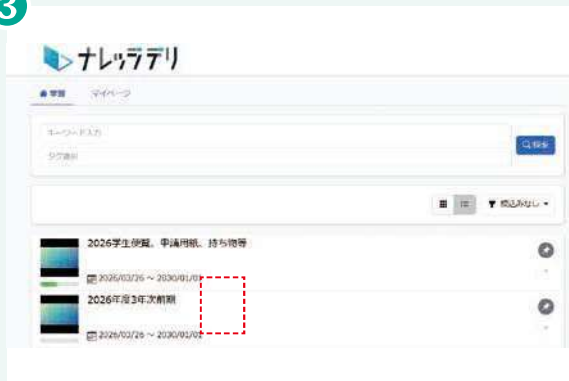 3
ナレッジデリ
学習 マイページ
キーワード入力
タグ選択
検索
絞込みなし
2026学生便覧、申請用紙、持ち物等
2026/03/26 ~ 2030/01/01
2026年度3年次前期
2026/03/26 ~ 2030/01/01